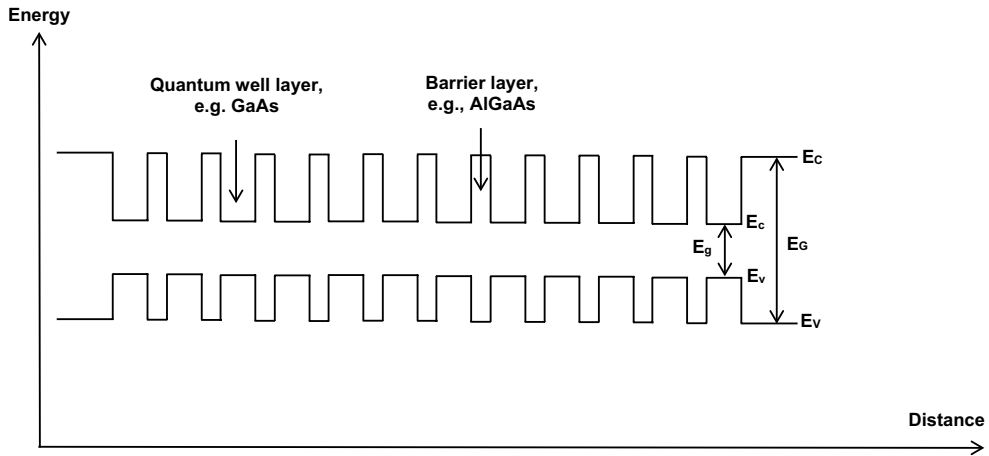 Energy
Quantum well layer,
e.g. GaAs
Barrier layer,
e.g., AlGaAs
EC
Ec
Eg
EG
Ev
EV
Distance